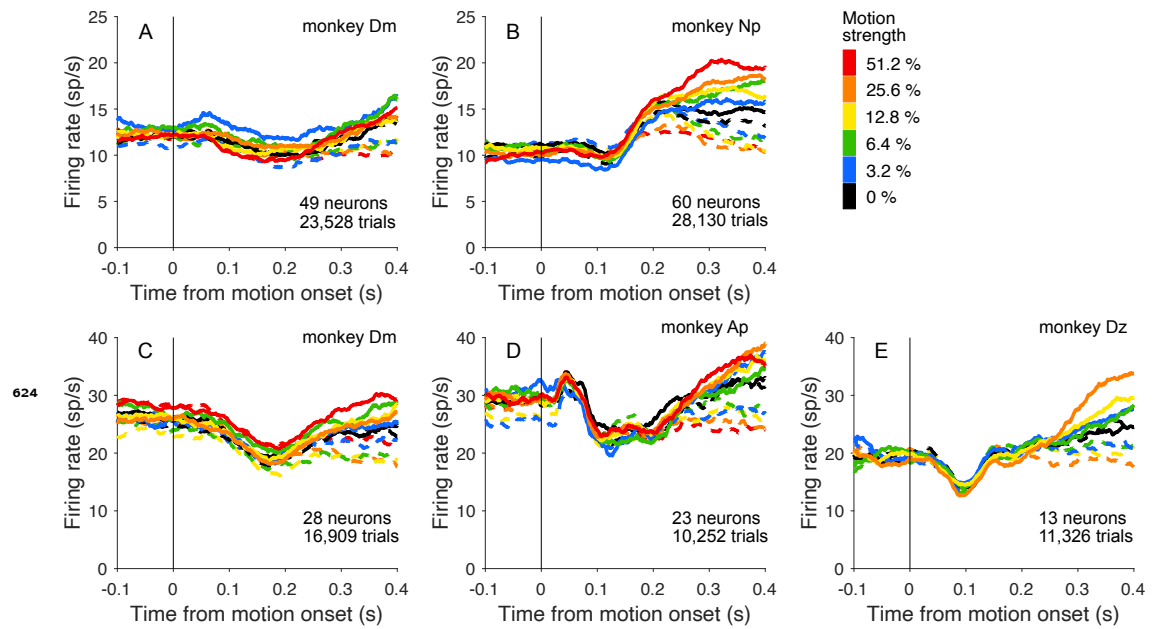 A
monkey Dm
25
20
15
10
5
0
Firing rate (sp/s)
49 neurons
23,528 trials
-0.1 0 0.1 0.2 0.3 0.4
Time from motion onset (s)
B
monkey Np
25
20
15
10
5
0
Firing rate (sp/s)
60 neurons
28,130 trials
-0.1 0 0.1 0.2 0.3 0.4
Time from motion onset (s)
Motion
strength
51.2 %
25.6 %
12.8 %
6.4 %
3.2 %
0 %
624
C
monkey Dm
40
30
20
10
0
Firing rate (sp/s)
28 neurons
16,909 trials
-0.1 0 0.1 0.2 0.3 0.4
Time from motion onset (s)
D
monkey Ap
40
30
20
10
0
Firing rate (sp/s)
23 neurons
10,252 trials
-0.1 0 0.1 0.2 0.3 0.4
Time from motion onset (s)
E
monkey Dz
40
30
20
10
0
Firing rate (sp/s)
13 neurons
11,326 trials
-0.1 0 0.1 0.2 0.3 0.4
Time from motion onset (s)